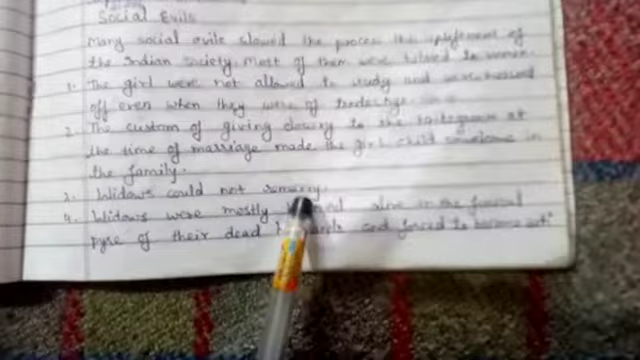 Social Evils
Many social evils slowed the process the upliftment of
the Indian society. Most of them were related to women.
1. The girl were not allowed to study and were married
off even when they were of tender age
2. The custom of giving dowry to the bridegroom at
the time of marriage made the girl child unwelcome in
the family.
3. Widows could not remarry.
4. Widows were mostly alive in the funeral
pyre of their dead and forced to become